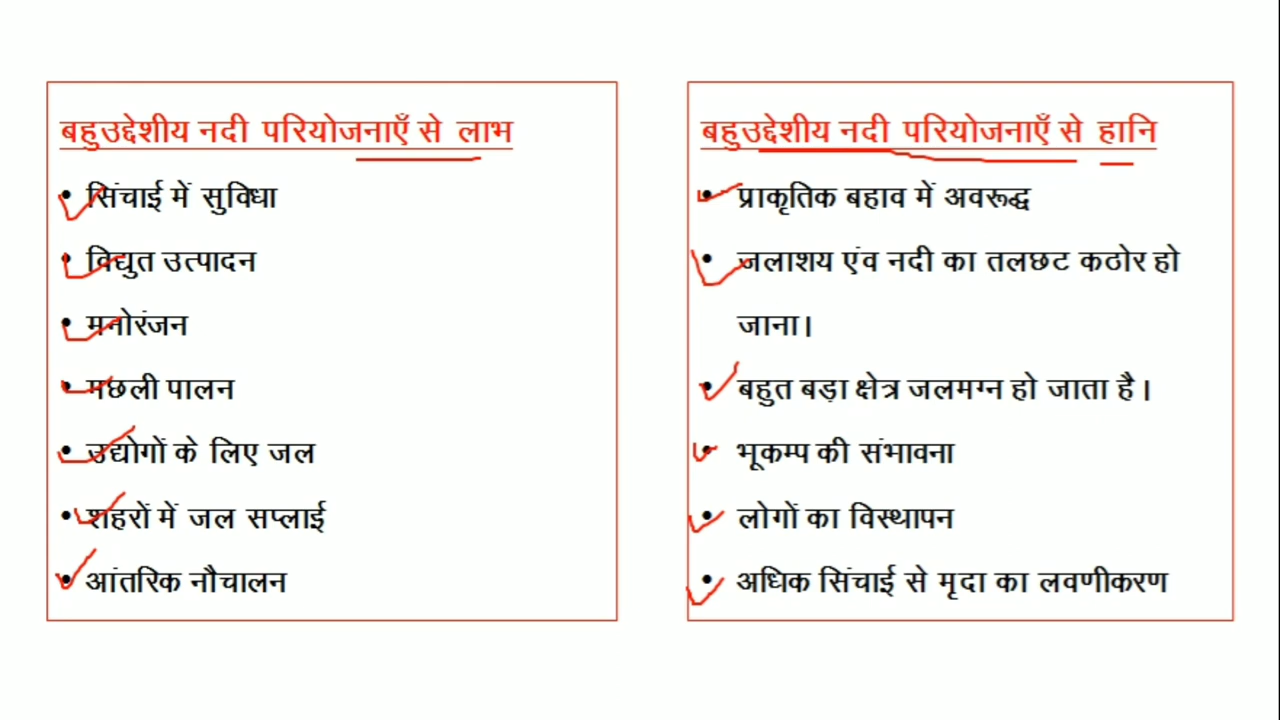 बहुउद्देशीय नदी परियोजनाएँ से लाभ
• सिंचाई में सुविधा
• विद्युत उत्पादन
• मनोरंजन
• मछली पालन
• उद्योगों के लिए जल
• शहरों में जल सप्लाई
• आंतरिक नौचालन
बहुउद्देशीय नदी परियोजनाएँ से हानि
• प्राकृतिक बहाव में अवरूद्ध
• जलाशय एंव नदी का तलछट कठोर हो
जाना।
• बहुत बड़ा क्षेत्र जलमग्न हो जाता है।
• भूकम्प की संभावना
• लोगों का विस्थापन
• अधिक सिंचाई से मृदा का लवणीकरण